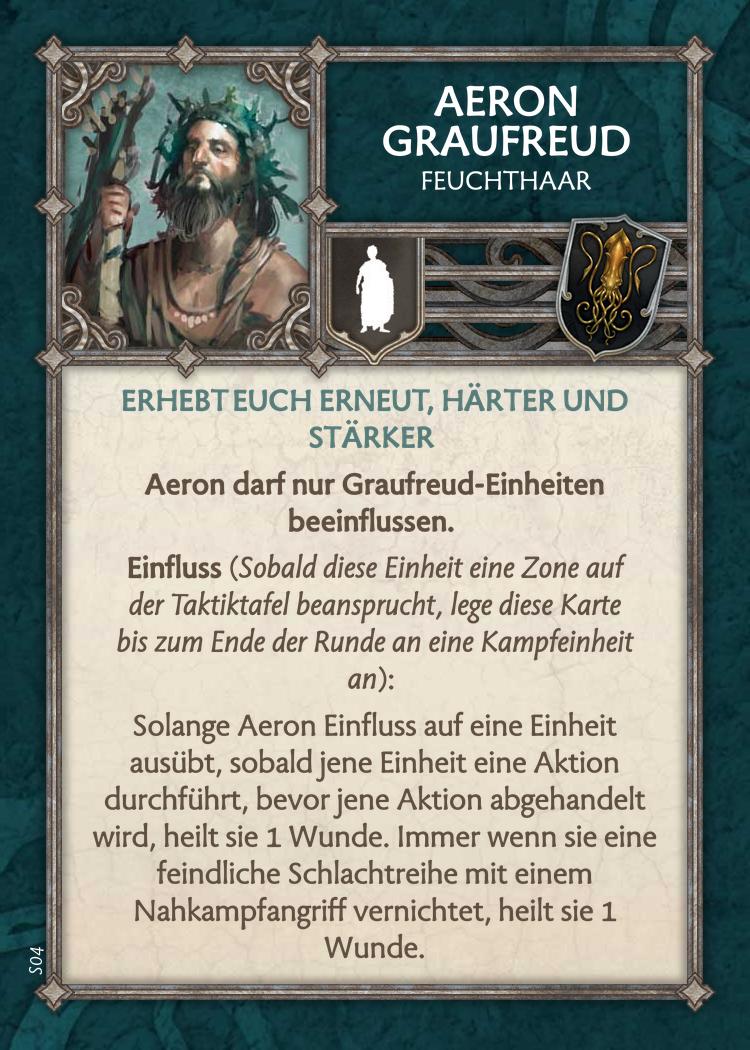 AERON
GRAUFREUD
FEUCHTHAAR
ERHEBT EUCH ERNEUT, HÄRTER UND
STÄRKER
Aeron darf nur Graufreud-Einheiten
beeinflussen.
Einfluss (Sobald diese Einheit eine Zone auf
der Taktiktafel beansprucht, lege diese Karte
bis zum Ende der Runde an eine Kampfeinheit
an):
Solange Aeron Einfluss auf eine Einheit
ausübt, sobald jene Einheit eine Aktion
durchführt, bevor jene Aktion abgehandelt
wird, heilt sie 1 Wunde. Immer wenn sie eine
feindliche Schlachtreihe mit einem
Nahkampfangriff vernichtet, heilt sie 1
Wunde.
S04